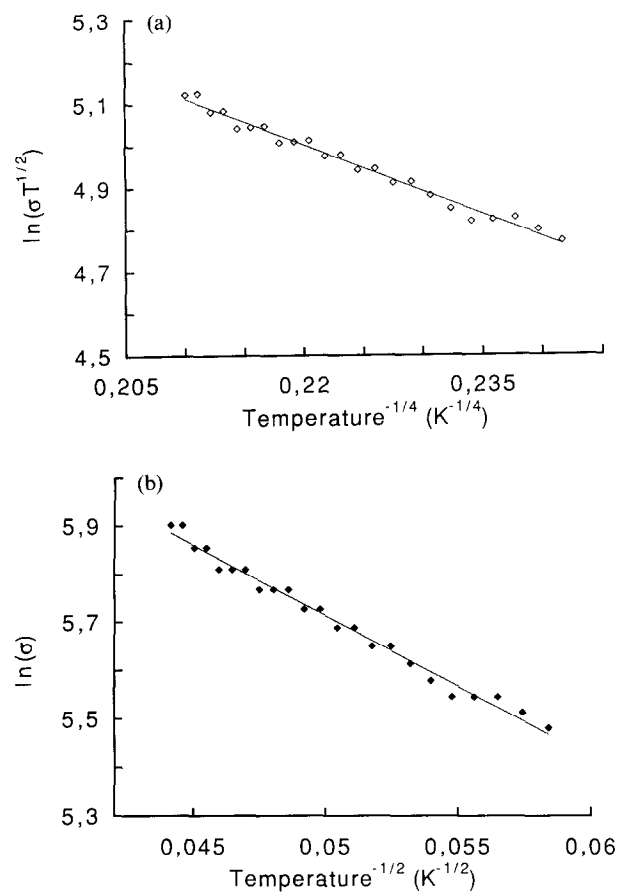 (a)
5,3
5,1
4,9
4,7
4,5
ln(σT^1/2)
0,205 0,22 0,235
Temperature^-1/4 (K^-1/4)
(b)
5,9
5,7
5,5
5,3
ln(σ)
0,045 0,05 0,055 0,06
Temperature^-1/2 (K^-1/2)